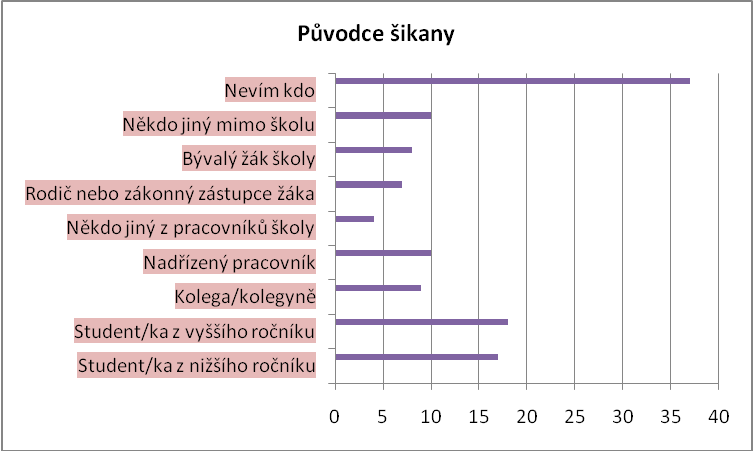 Původce šikany
Nevím kdo
Někdo jiný mimo školu
Bývalý žák školy
Rodič nebo zákonný zástupce žáka
Někdo jiný z pracovníků školy
Nadřízený pracovník
Kolega/kolegyně
Student/ka z vyššího ročníku
Student/ka z nižšího ročníku
0 5 10 15 20 25 30 35 40